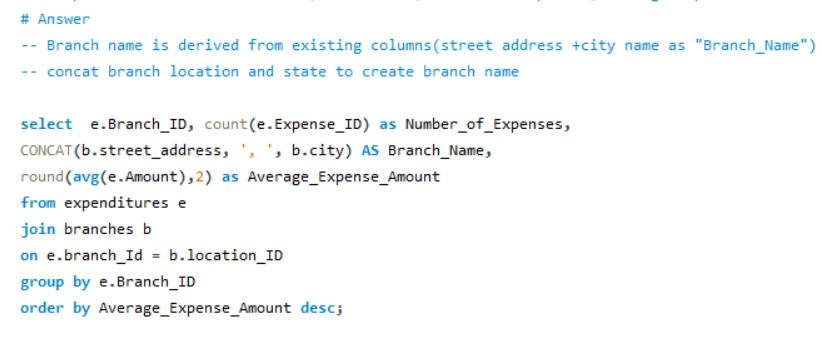 # Answer
-- Branch name is derived from existing columns(street address +city name as "Branch_Name")
-- concat branch location and state to create branch name
select  e.Branch_ID, count(e.Expense_ID) as Number_of_Expenses,
CONCAT(b.street_address, ', ', b.city) AS Branch_Name,
round(avg(e.Amount),2) as Average_Expense_Amount
from expenditures e
join branches b
on e.branch_Id = b.location_ID
group by e.Branch_ID
order by Average_Expense_Amount desc;